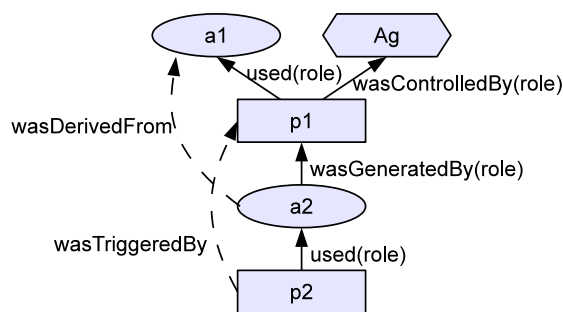 a1
Ag
used(role)
wasControlledBy(role)
p1
wasDerivedFrom
wasGeneratedBy(role)
a2
wasTriggeredBy
used(role)
p2